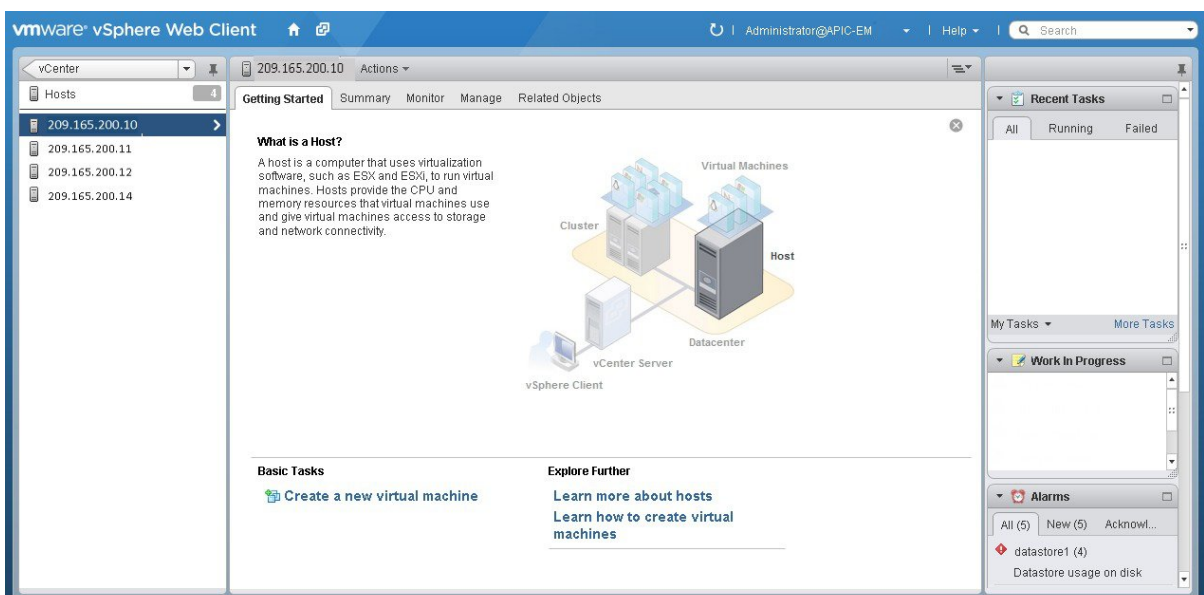 vmware® vSphere Web Client
Administrator@APIC-EM
Help
Search
vCenter
Hosts 4
209.165.200.10
209.165.200.11
209.165.200.12
209.165.200.14
209.165.200.10 Actions
Getting Started Summary Monitor Manage Related Objects
What is a Host?
A host is a computer that uses virtualization
software, such as ESX and ESXi, to run virtual
machines. Hosts provide the CPU and
memory resources that virtual machines use
and give virtual machines access to storage
and network connectivity.
Virtual Machines
Cluster
Host
Datacenter
vCenter Server
vSphere Client
Basic Tasks
Create a new virtual machine
Explore Further
Learn more about hosts
Learn how to create virtual
machines
Recent Tasks
All Running Failed
My Tasks More Tasks
Work In Progress
Alarms
All (5) New (5) Acknowl...
datastore1 (4)
Datastore usage on disk